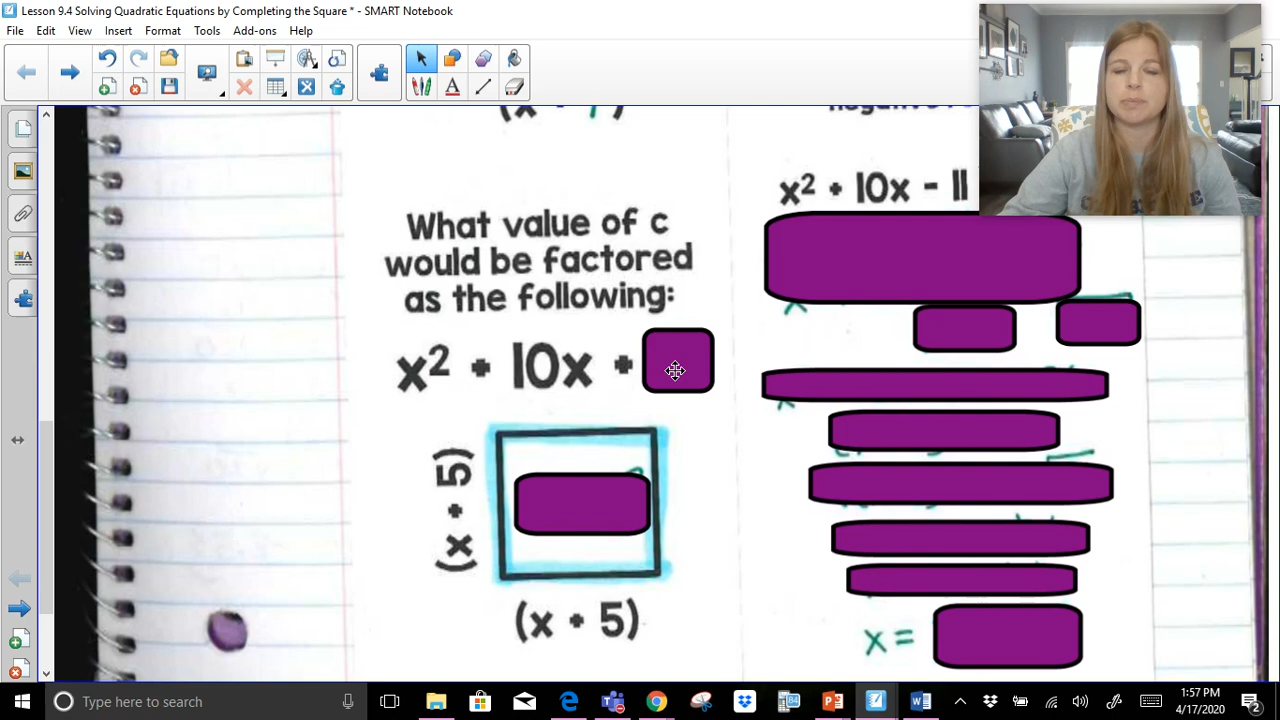 Lesson 9.4 Solving Quadratic Equations by Completing the Square * - SMART Notebook
File Edit View Insert Format Tools Add-ons Help
What value of c
would be factored
as the following:
x² + 10x +
(x + 5)
(x + 5)
x² + 10x - 11
x =
Type here to search
1:57 PM
4/17/2020
2